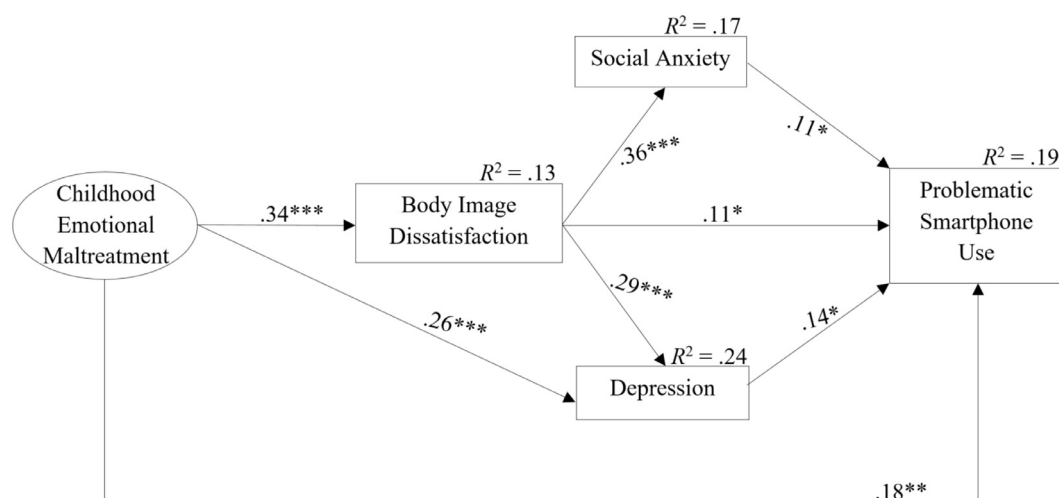 R² = .17
Social Anxiety
.11*
.36***
R² = .19
Problematic
Smartphone
Use
R² = .13
Childhood
Emotional
Maltreatment
.34***
Body Image
Dissatisfaction
.11*
.29***
.26***
.14*
R² = .24
Depression
.18**